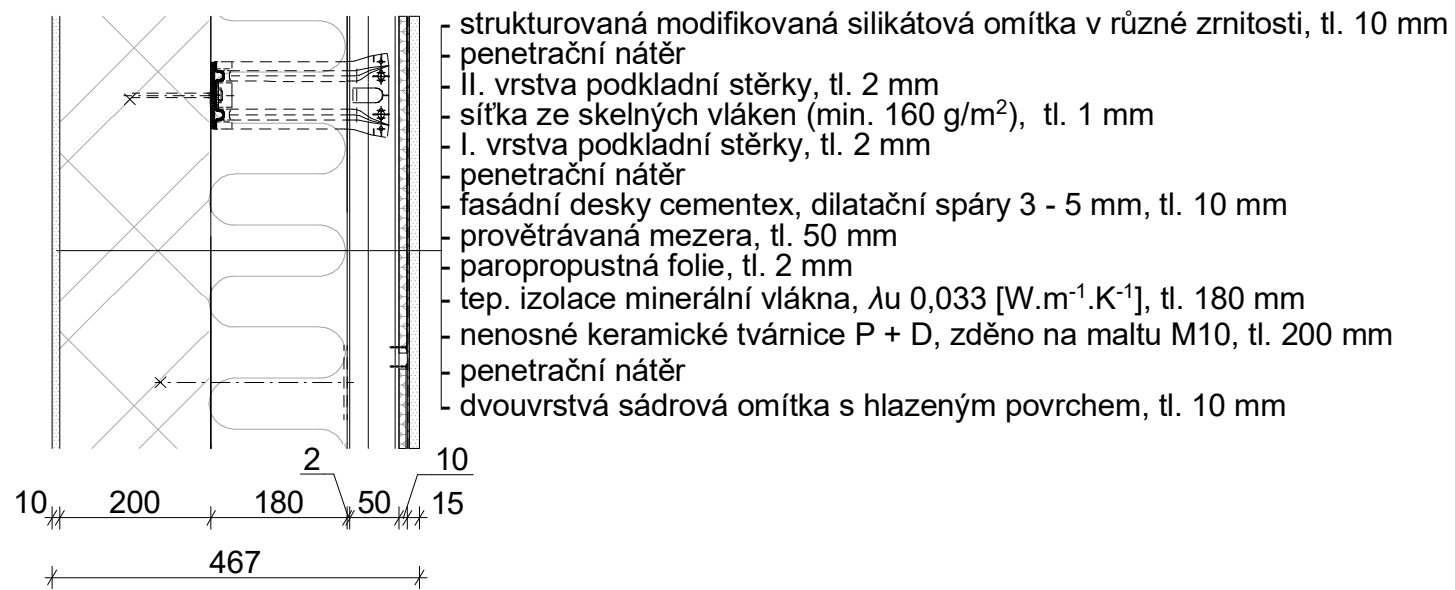 - strukturovaná modifikovaná silikátová omítka v různé zrnitosti, tl. 10 mm
- penetrační nátěr
- II. vrstva podkladní stěrky, tl. 2 mm
- síťka ze skelných vláken (min. 160 g/m²), tl. 1 mm
- I. vrstva podkladní stěrky, tl. 2 mm
- penetrační nátěr
- fasádní desky cementex, dilatační spáry 3 - 5 mm, tl. 10 mm
- provětrávaná mezera, tl. 50 mm
- paropropustná folie, tl. 2 mm
- tep. izolace minerální vlákna, λu 0,033 [W.m⁻¹.K⁻¹], tl. 180 mm
- nenosné keramické tvárnice P + D, zděno na maltu M10, tl. 200 mm
- penetrační nátěr
- dvouvrstvá sádrová omítka s hlazeným povrchem, tl. 10 mm
2 10
10 200 180 50 15
467